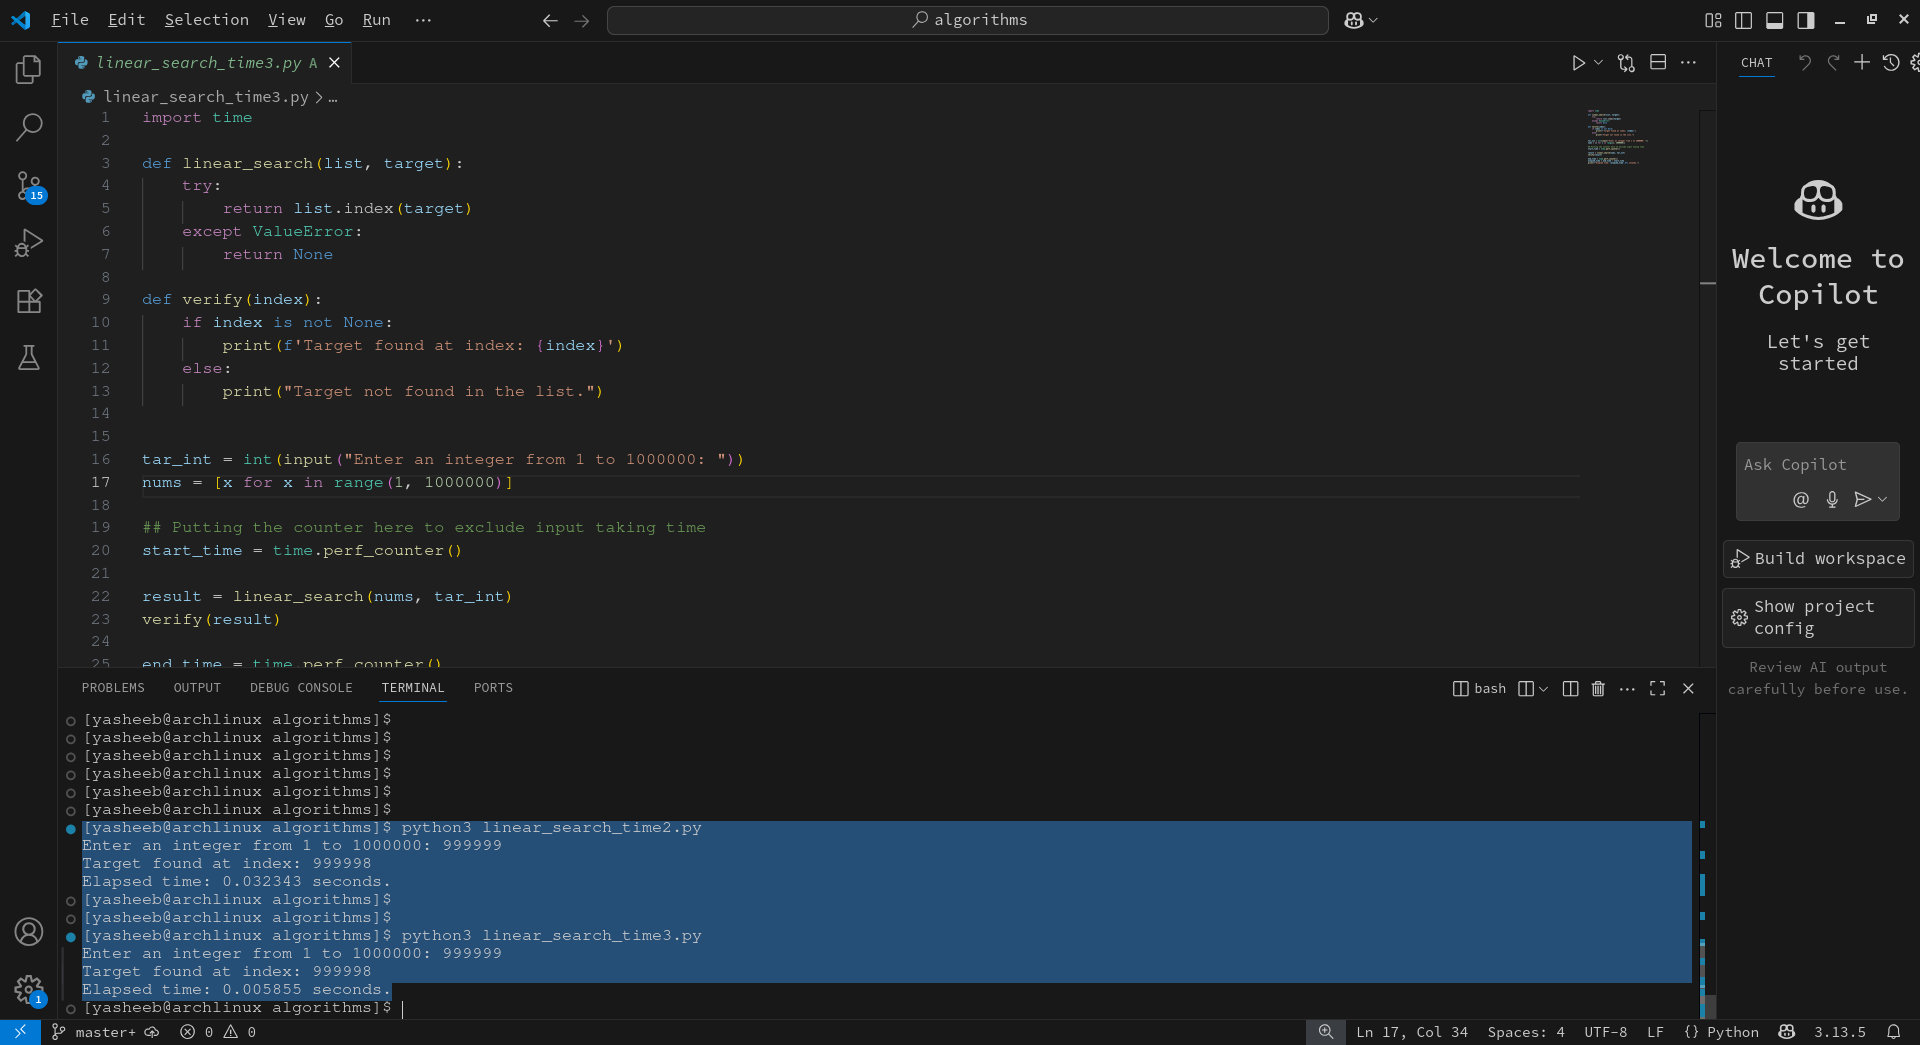 File Edit Selection View Go Run ··· algorithms
linear_search_time3.py A
linear_search_time3.py > ...
1 import time
2
3 def linear_search(list, target):
4     try:
5         return list.index(target)
6     except ValueError:
7         return None
8
9 def verify(index):
10     if index is not None:
11         print(f'Target found at index: {index}')
12     else:
13         print("Target not found in the list.")
14
15
16 tar_int = int(input("Enter an integer from 1 to 1000000: "))
17 nums = [x for x in range(1, 1000000)]
18
19 ## Putting the counter here to exclude input taking time
20 start_time = time.perf_counter()
21
22 result = linear_search(nums, tar_int)
23 verify(result)
24
25 end_time = time.perf_counter()
15
1
CHAT
Welcome to
Copilot
Let's get
started
Ask Copilot
@
Build workspace
Show project
config
Review AI output
carefully before use.
PROBLEMS OUTPUT DEBUG CONSOLE TERMINAL PORTS bash
[yasheeb@archlinux algorithms]$
[yasheeb@archlinux algorithms]$
[yasheeb@archlinux algorithms]$
[yasheeb@archlinux algorithms]$
[yasheeb@archlinux algorithms]$
[yasheeb@archlinux algorithms]$
[yasheeb@archlinux algorithms]$ python3 linear_search_time2.py
Enter an integer from 1 to 1000000: 999999
Target found at index: 999998
Elapsed time: 0.032343 seconds.
[yasheeb@archlinux algorithms]$
[yasheeb@archlinux algorithms]$
[yasheeb@archlinux algorithms]$ python3 linear_search_time3.py
Enter an integer from 1 to 1000000: 999999
Target found at index: 999998
Elapsed time: 0.005855 seconds.
[yasheeb@archlinux algorithms]$
master+ 0 0 Ln 17, Col 34 Spaces: 4 UTF-8 LF {} Python 3.13.5